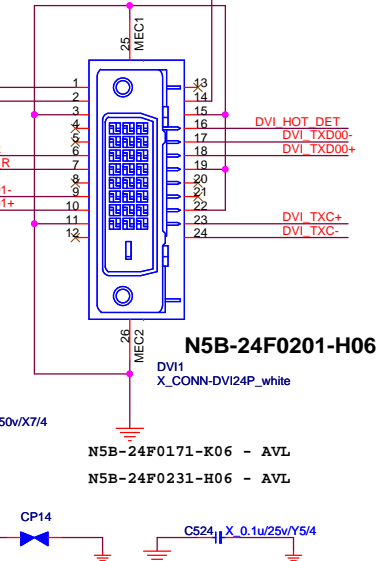 25
MEC1
1
13
2
14
3
15
4
16
DVI_HOT_DET
5
17
DVI_TXD00-
6
18
DVI_TXD00+
R
7
19
8
20
01-
9
21
01+
10
22
11
23
DVI_TXC+
12
24
DVI_TXC-
26
MEC2
N5B-24F0201-H06
DVI1
X_CONN-DVI24P_white
50v/X7/4
N5B-24F0171-K06 - AVL
N5B-24F0231-H06 - AVL
CP14
C524
X_0.1u/25v/Y5/4